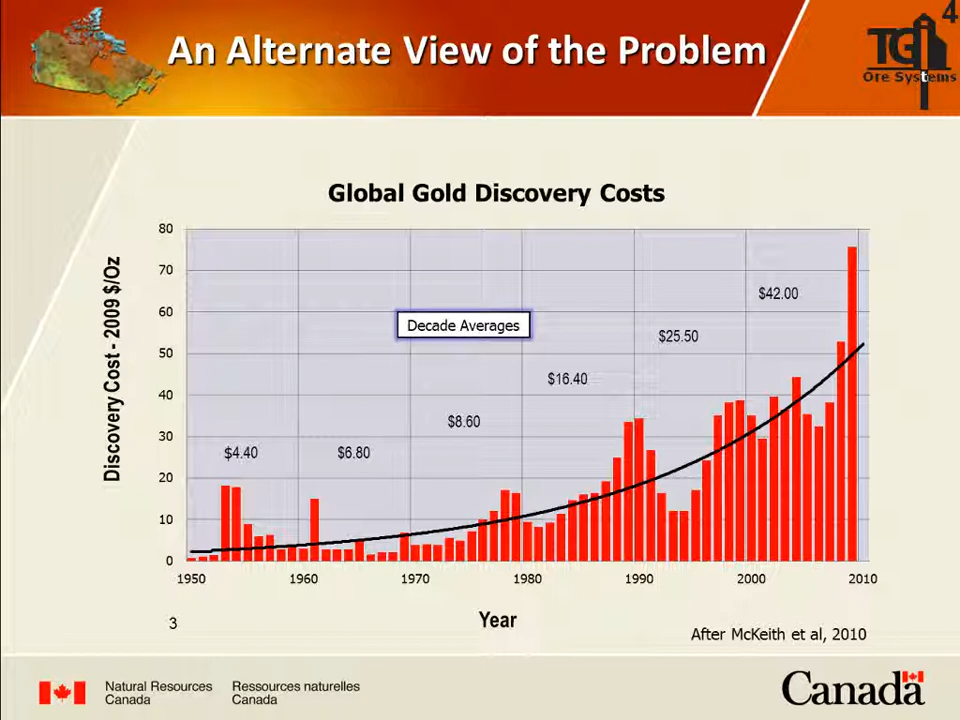 An Alternate View of the Problem
4
TGI
Ore Systems
Global Gold Discovery Costs
Discovery Cost - 2009 $/Oz
80
70
60
50
40
30
20
10
0
Decade Averages
$4.40
$6.80
$8.60
$16.40
$25.50
$42.00
1950 1960 1970 1980 1990 2000 2010
Year
3
After McKeith et al, 2010
Natural Resources Ressources naturelles
Canada Canada
Canada